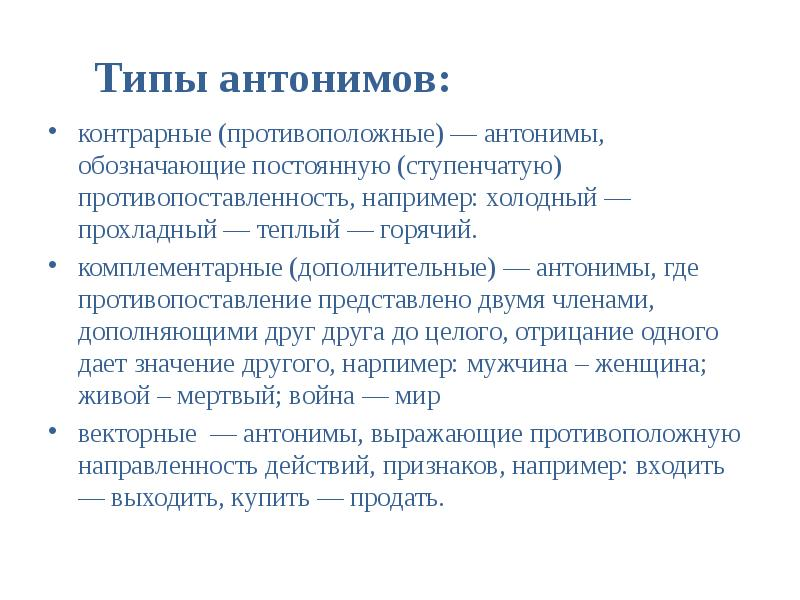 Типы антонимов:
• контрарные (противоположные) — антонимы,
обозначающие постоянную (ступенчатую)
противопоставленность, например: холодный —
прохладный — теплый — горячий.
• комплементарные (дополнительные) — антонимы, где
противопоставление представлено двумя членами,
дополняющими друг друга до целого, отрицание одного
дает значение другого, нарпимер: мужчина – женщина;
живой – мертвый; война — мир
• векторные — антонимы, выражающие противоположную
направленность действий, признаков, например: входить
— выходить, купить — продать.